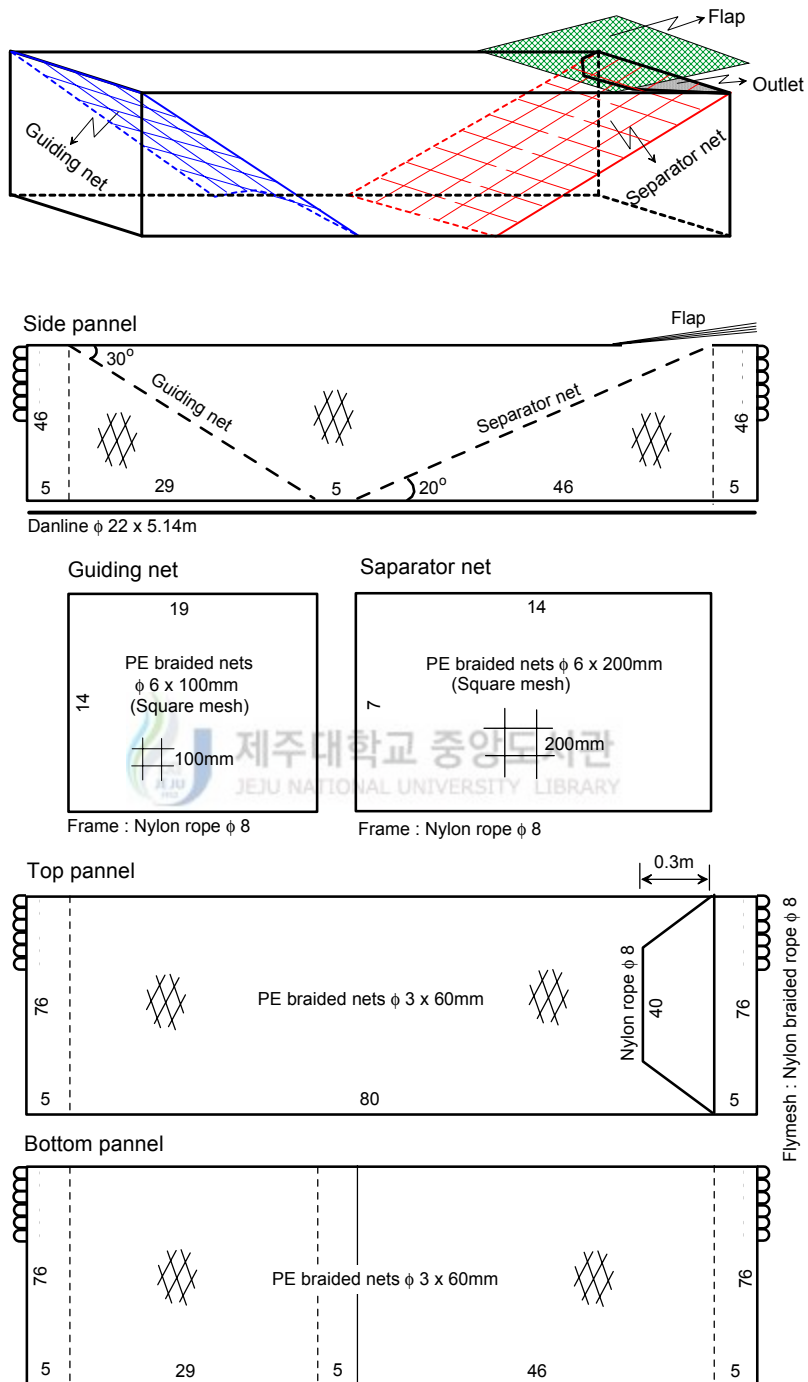 Flap
Outlet
Guiding net
Separator net
Side pannel
Flap
30°
Guiding net
Separator net
46
46
5
29
5
20°
46
5
Danline ϕ 22 x 5.14m
Guiding net
Saparator net
19
14
PE braided nets
ϕ 6 x 100mm
(Square mesh)
14
100mm
PE braided nets ϕ 6 x 200mm
(Square mesh)
7
200mm
제주대학교 중앙도서관
JEJU NATIONAL UNIVERSITY LIBRARY
JEJU
1952
Frame : Nylon rope ϕ 8
Frame : Nylon rope ϕ 8
Top pannel
0.3m
76
PE braided nets ϕ 3 x 60mm
Nylon rope ϕ 8
40
76
5
80
5
Flymesh : Nylon braided rope ϕ 8
Bottom pannel
76
PE braided nets ϕ 3 x 60mm
76
5
29
5
46
5